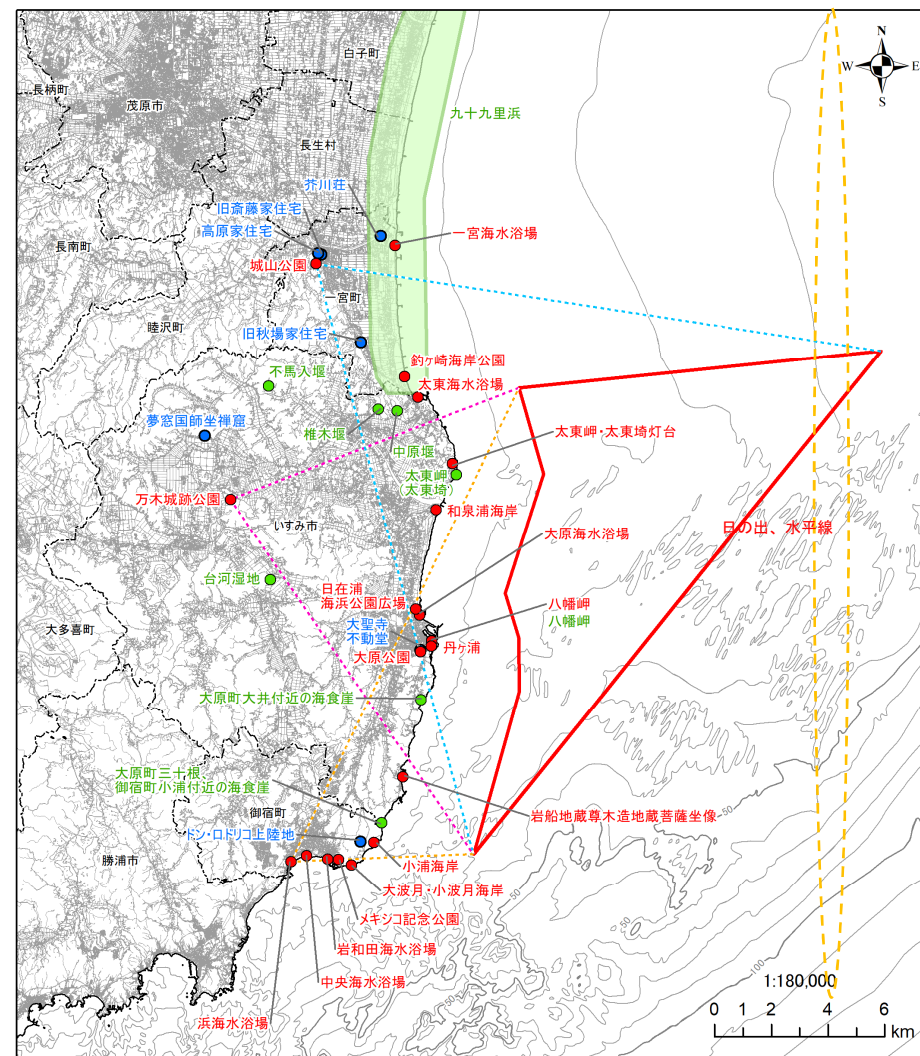 白子町
N
W
E
S
長柄町
茂原市
九十九里浜
長生村
芥川荘
旧斎藤家住宅
高原家住宅
一宮海水浴場
長南町
城山公園
一宮町
睦沢町
旧秋場家住宅
釣ヶ崎海岸公園
不馬入堰
太東海水浴場
夢窓国師坐禅窟
椎木堰
太東岬・太東埼灯台
中原堰
太東岬
(太東埼)
万木城跡公園
和泉浦海岸
いすみ市
大原海水浴場
日の出、水平線
台河湿地
日在浦
海浜公園広場
八幡岬
八幡岬
大聖寺
不動堂
大多喜町
丹ヶ浦
大原公園
大原町大井付近の海食崖
大原町三十根、
御宿町小浦付近の海食崖
岩船地蔵尊木造地蔵菩薩坐像
御宿町
50
ドン・ロドリコ上陸地
小浦海岸
勝浦市
大波月・小波月海岸
メキシコ記念公園
岩和田海水浴場
中央海水浴場
浜海水浴場
100
1:180,000
0 2 4 6
km